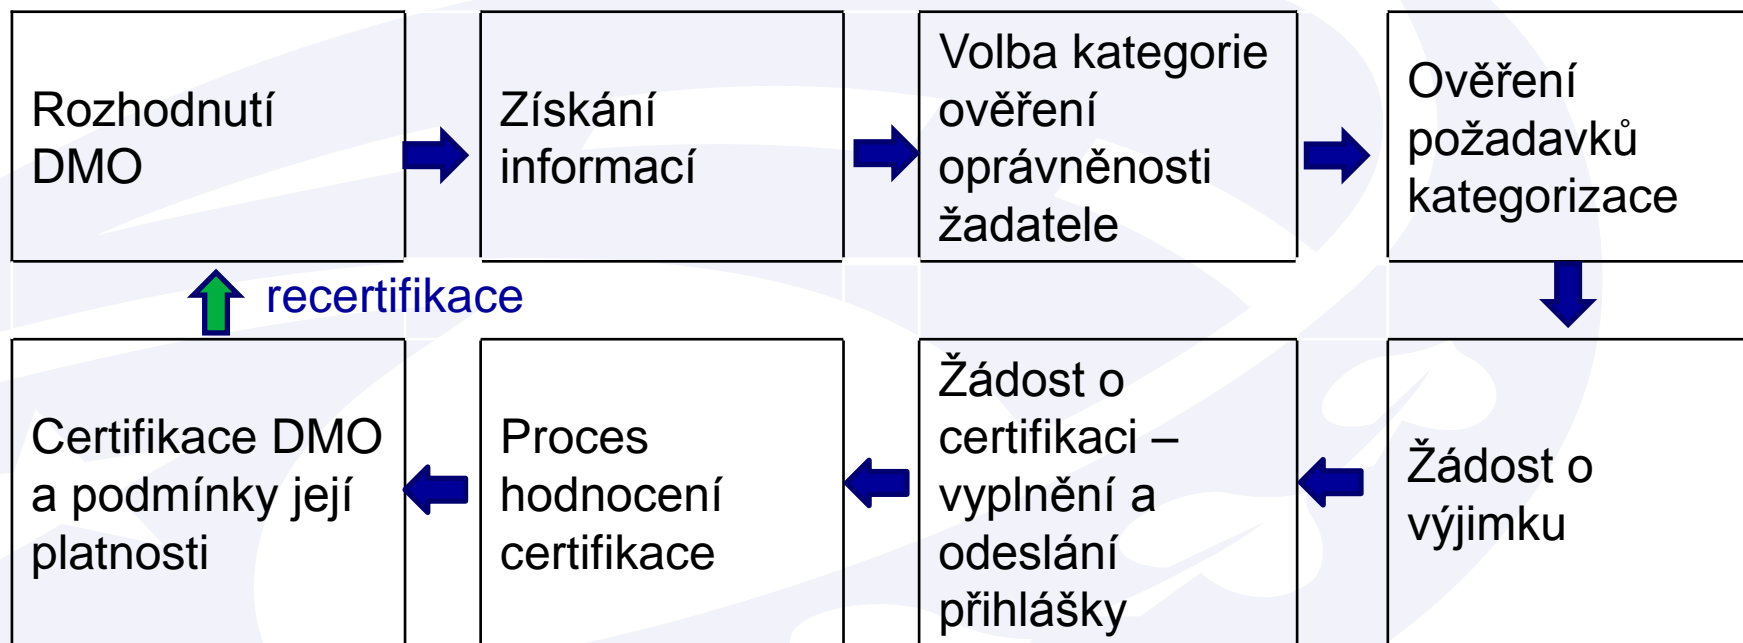 Rozhodnutí
DMO
Získání
informací
Volba kategorie
ověření
oprávněnosti
žadatele
Ověření
požadavků
kategorizace
recertifikace
Certifikace DMO
a podmínky její
platnosti
Proces
hodnocení
certifikace
Žádost o
certifikaci –
vyplnění a
odeslání
přihlášky
Žádost o
výjimku